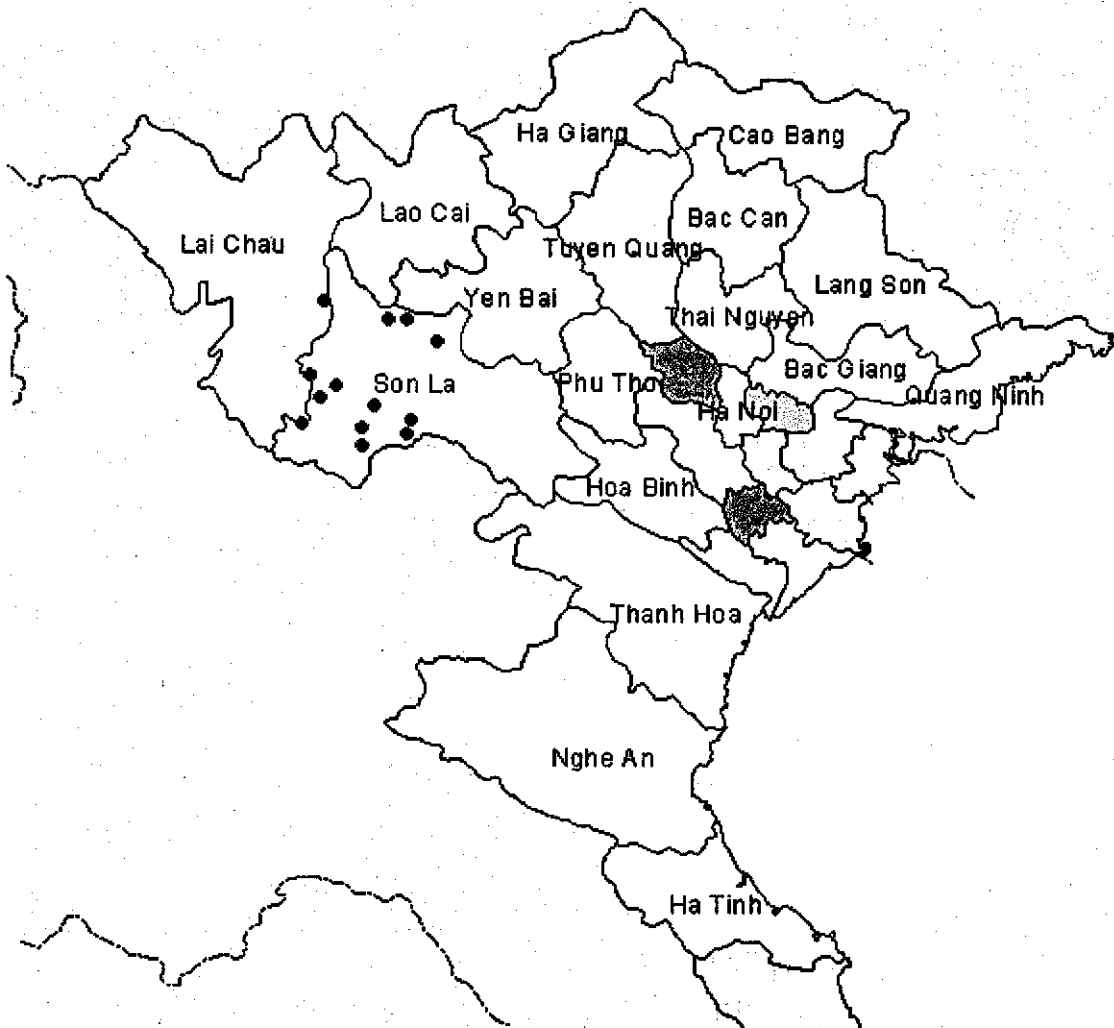 Ha Giang
Cao Bang
Lao Cai
Bac Can
Lai Chau
Tuyen Quang
Lang Son
Yen Bai
Thai Nguyen
Bac Giang
Son La
Phu Tho
Quang Ninh
Ha Noi
Hoa Binh
Thanh Hoa
Nghe An
Ha Tinh